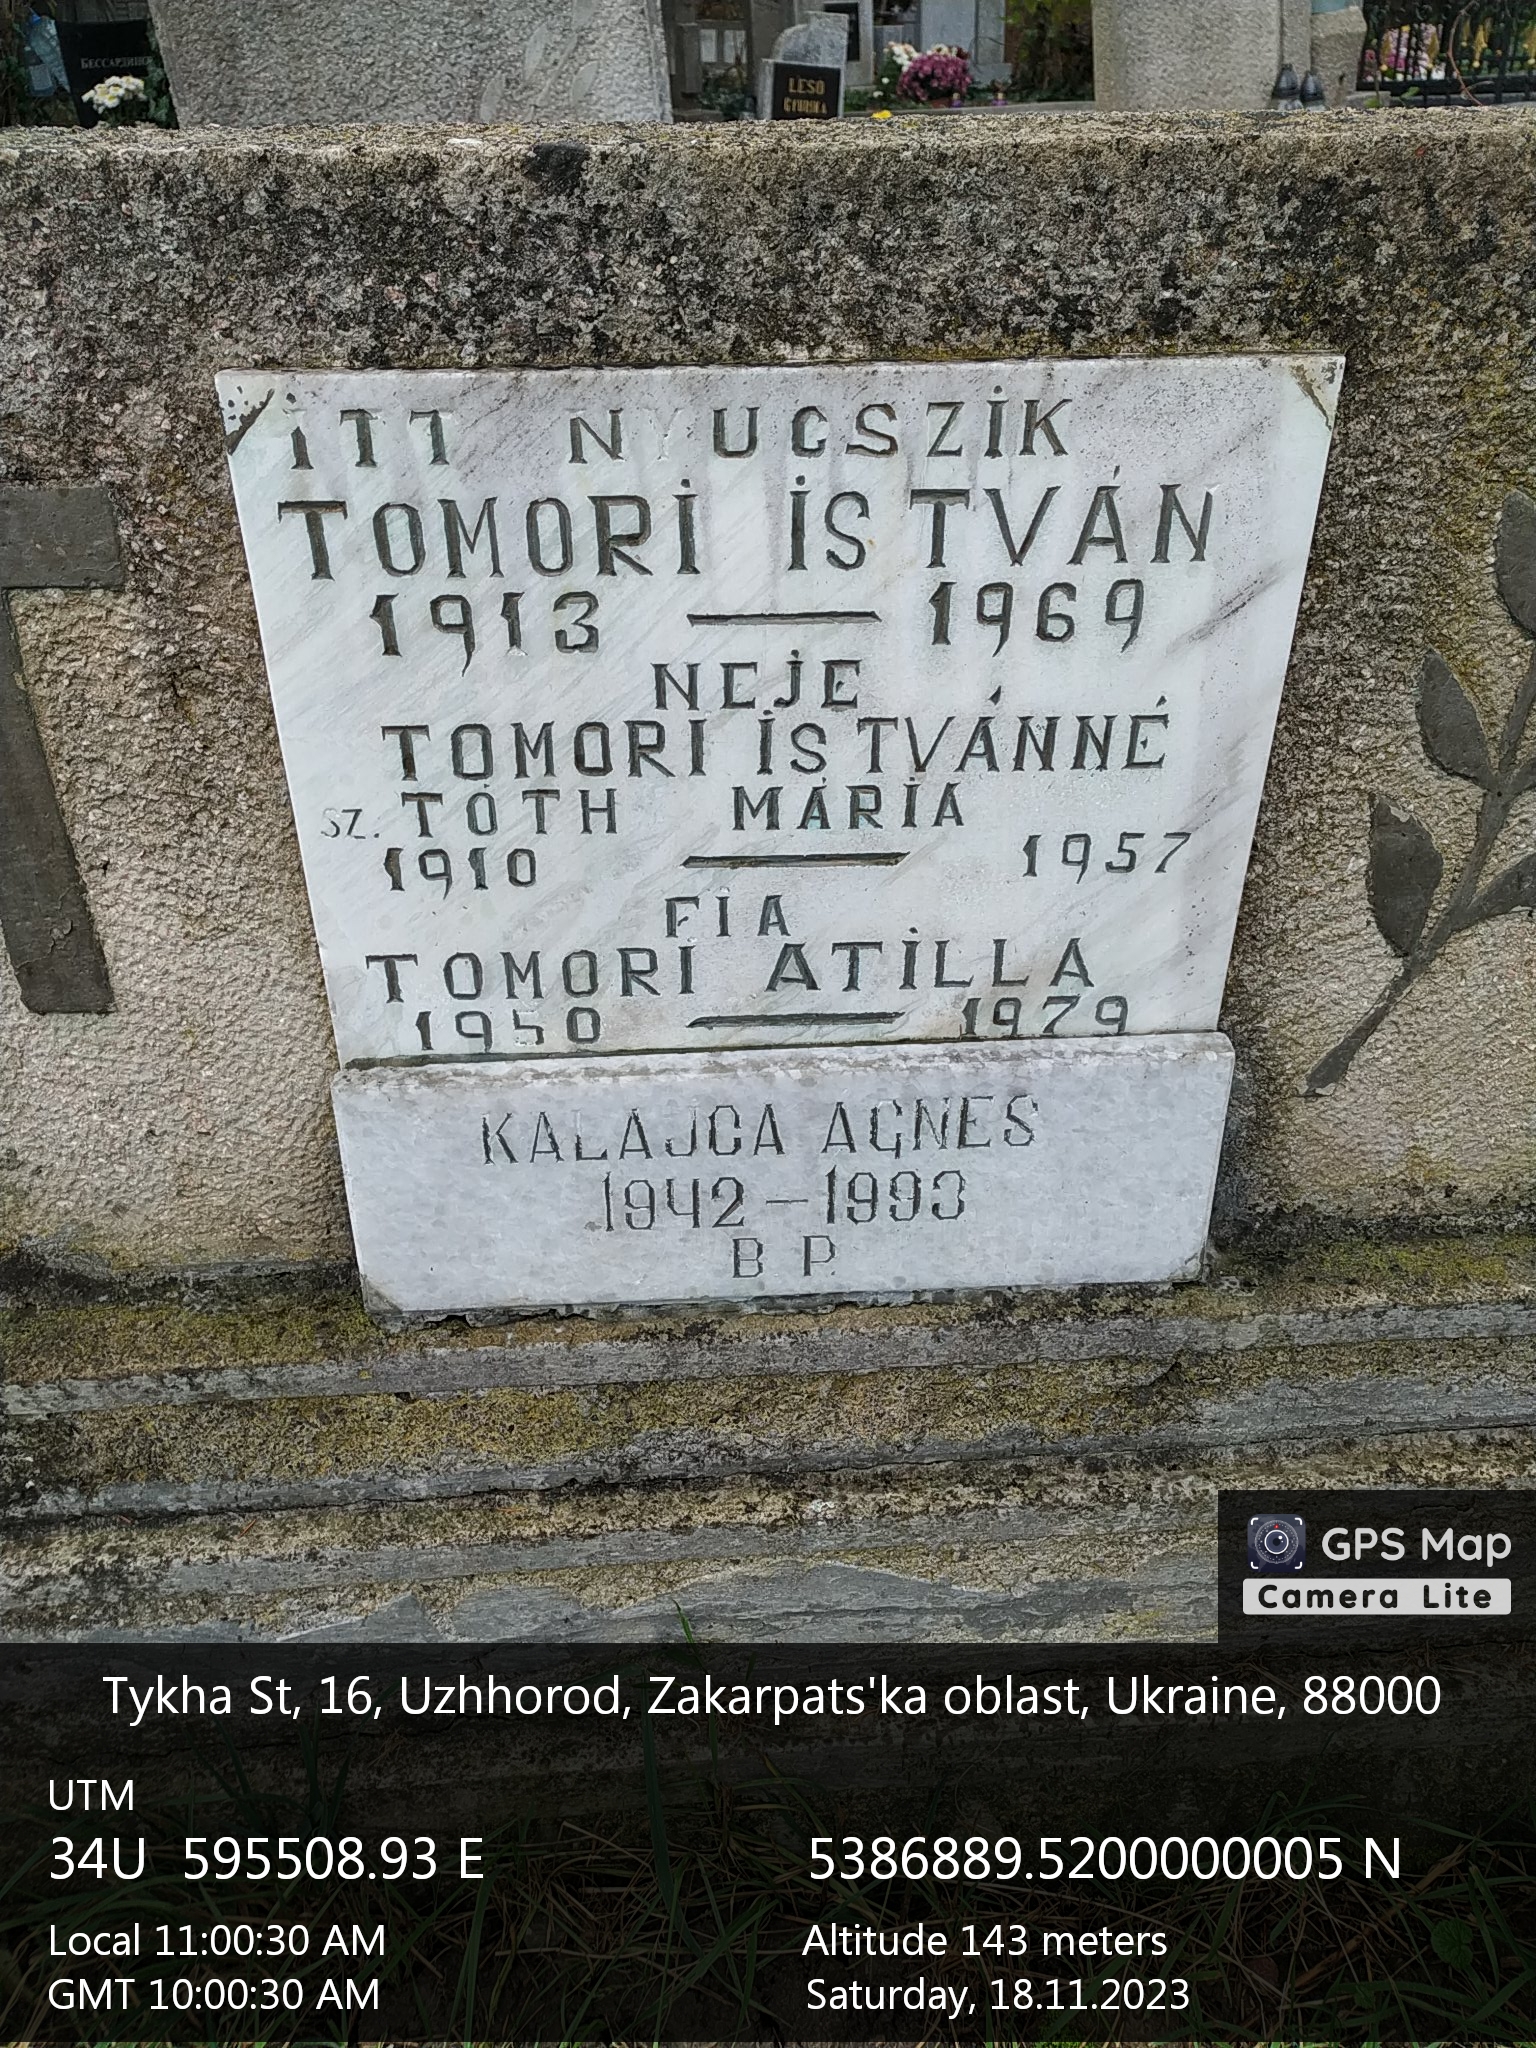 БЕССАРДИНОВ
LESO
GYURIKA
ITT NYUGSZIK
TOMORI ISTVÁN
1913 — 1969
NEJE
TOMORI ISTVÁNNÉ
SZ. TÓTH MÁRIA
1910 — 1957
FIA
TOMORI ATILLA
1950 — 1979
KALAJCA AGNES
1942 – 1993
B P.
GPS Map
Camera Lite
Tykha St, 16, Uzhhorod, Zakarpats'ka oblast, Ukraine, 88000
UTM
34U 595508.93 E 5386889.5200000005 N
Local 11:00:30 AM Altitude 143 meters
GMT 10:00:30 AM Saturday, 18.11.2023